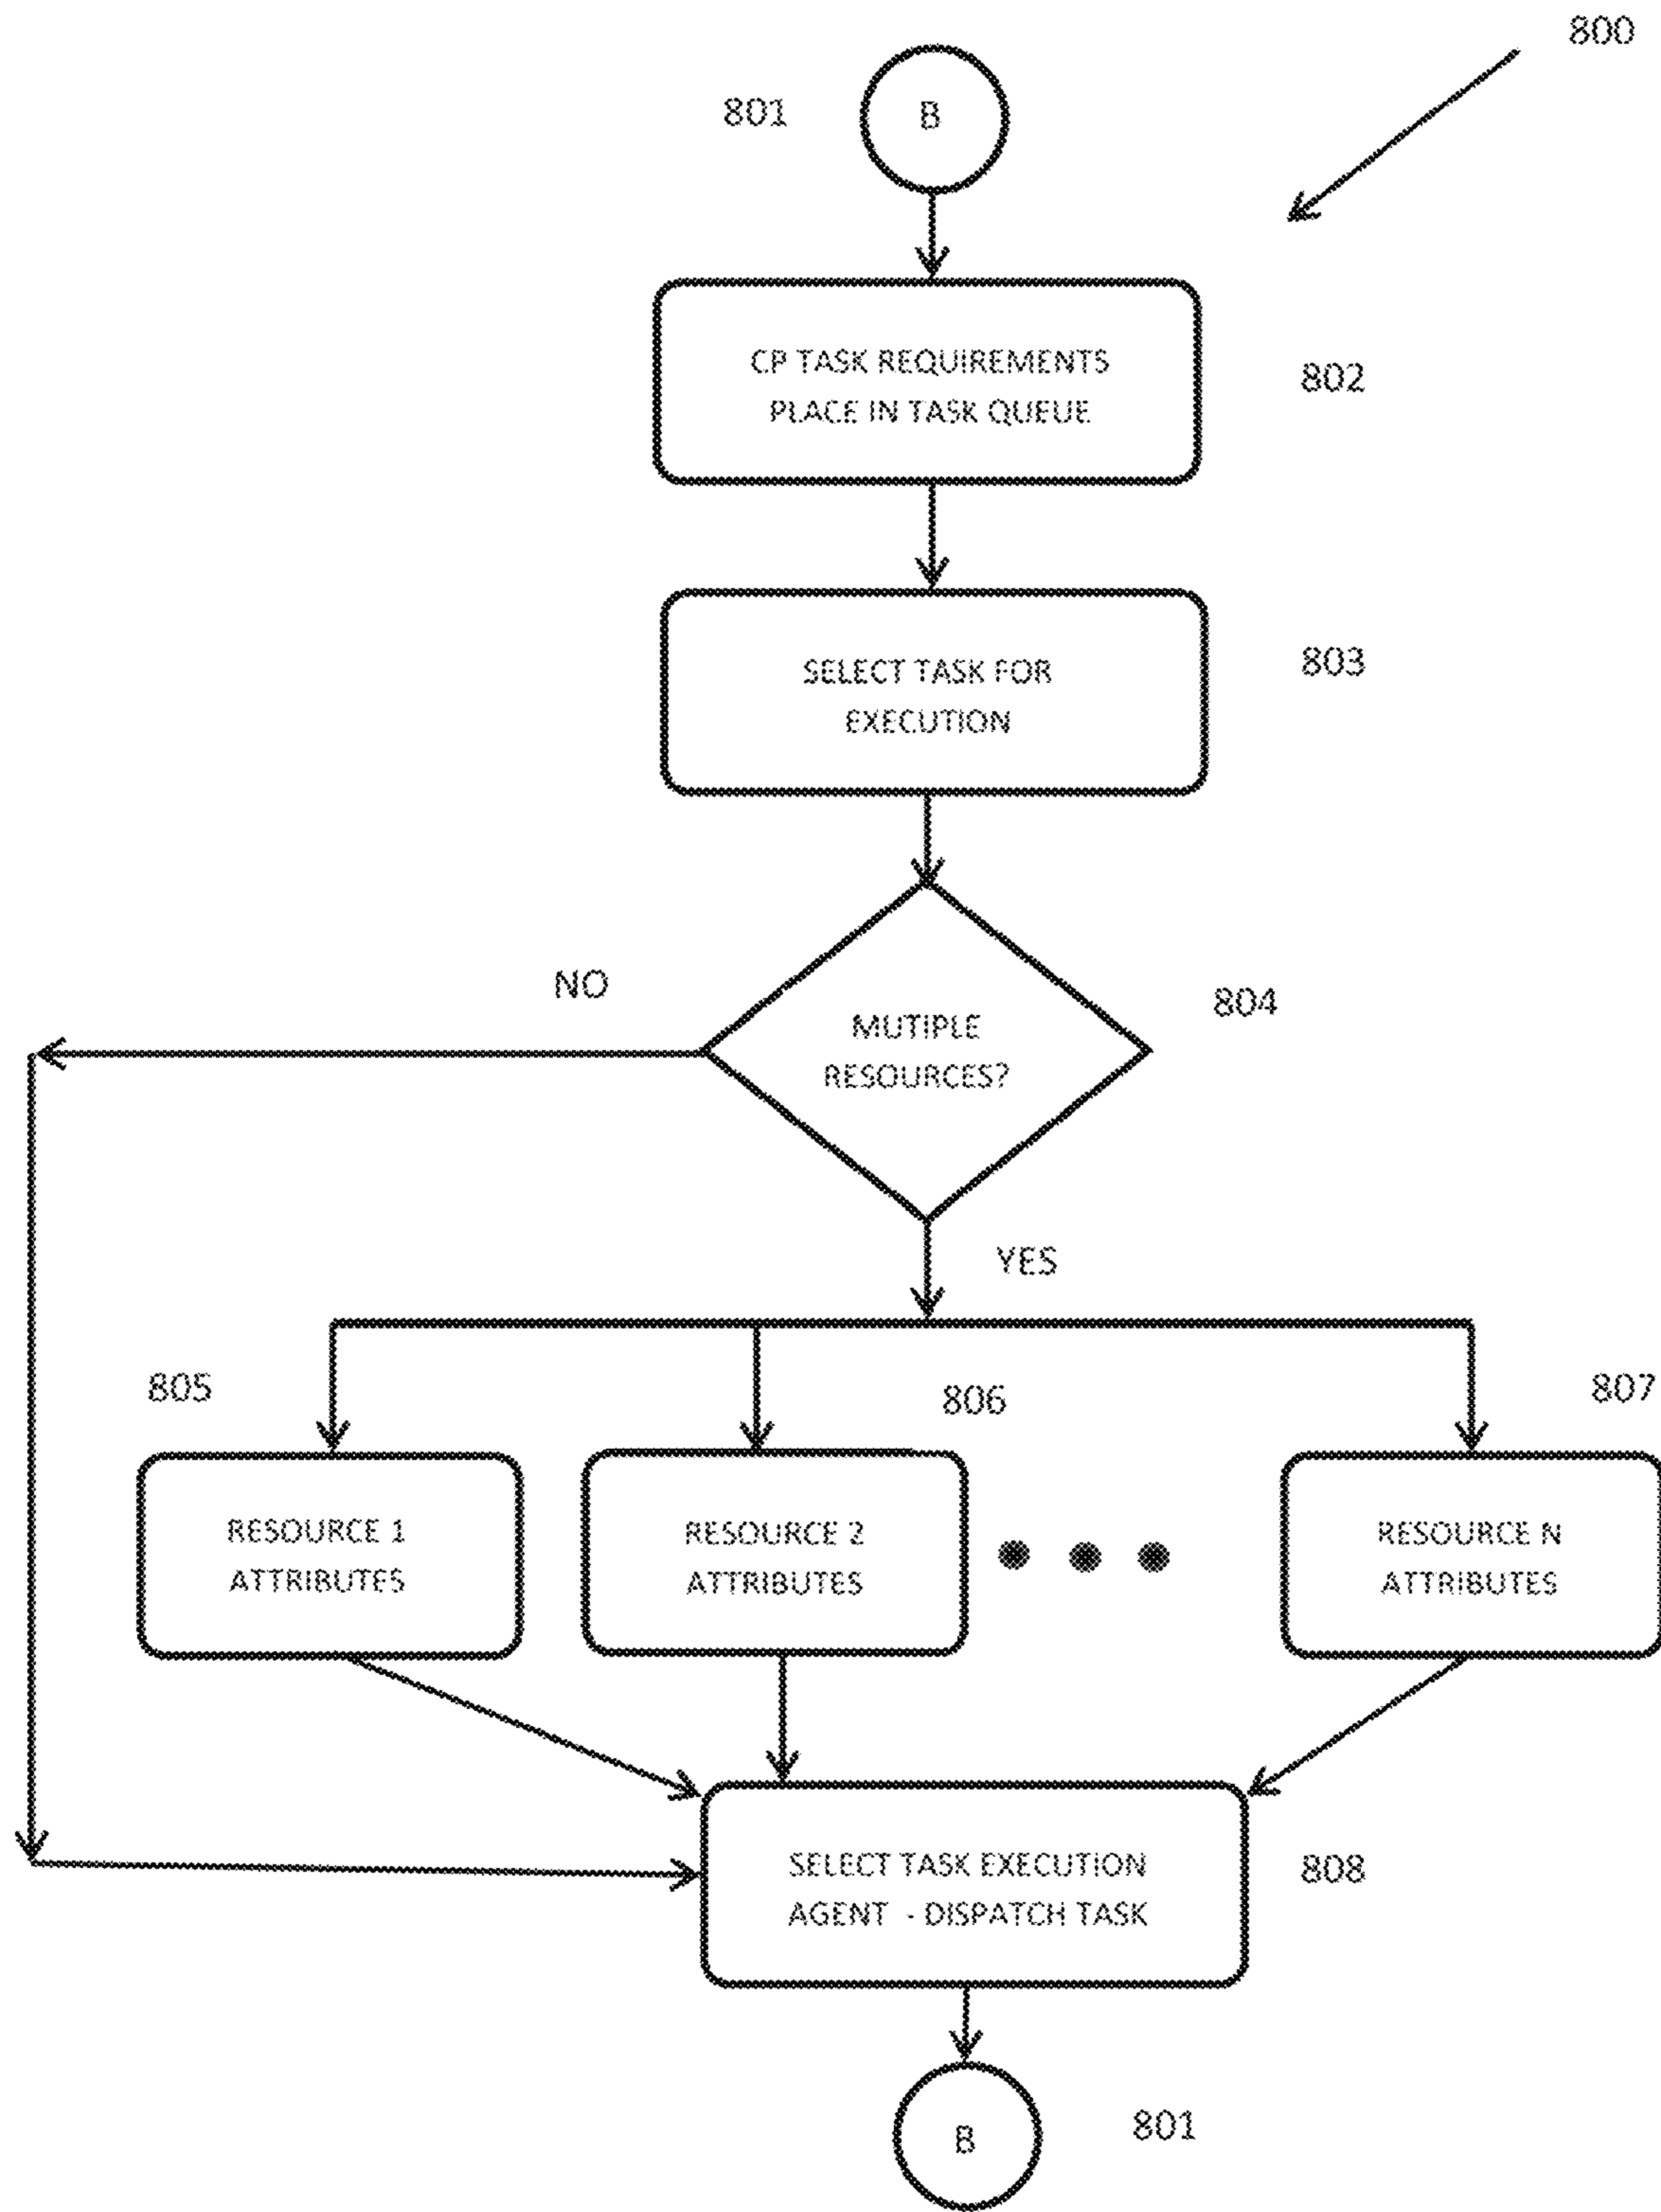 800
801
B
CP TASK REQUIREMENTS
PLACE IN TASK QUEUE
802
SELECT TASK FOR
EXECUTION
803
NO
MUTIPLE
RESOURCES?
804
YES
805
806
807
RESOURCE 1
ATTRIBUTES
RESOURCE 2
ATTRIBUTES
RESOURCE N
ATTRIBUTES
SELECT TASK EXECUTION
AGENT - DISPATCH TASK
808
B
801